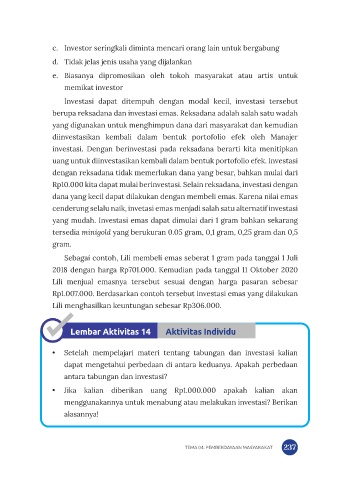 c. Investor seringkali diminta mencari orang lain untuk bergabung
d. Tidak jelas jenis usaha yang dijalankan
e. Biasanya dipromosikan oleh tokoh masyarakat atau artis untuk
memikat investor
Investasi dapat ditempuh dengan modal kecil, investasi tersebut
berupa reksadana dan investasi emas. Reksadana adalah salah satu wadah
yang digunakan untuk menghimpun dana dari masyarakat dan kemudian
diinvestasikan kembali dalam bentuk portofolio efek oleh Manajer
investasi. Dengan berinvestasi pada reksadana berarti kita menitipkan
uang untuk diinvestasikan kembali dalam bentuk portofolio efek. Investasi
dengan reksadana tidak memerlukan dana yang besar, bahkan mulai dari
Rp10.000 kita dapat mulai berinvestasi. Selain reksadana, investasi dengan
dana yang kecil dapat dilakukan dengan membeli emas. Karena nilai emas
cenderung selalu naik, invetasi emas menjadi salah satu alternatif investasi
yang mudah. Investasi emas dapat dimulai dari 1 gram bahkan sekarang
tersedia minigold yang berukuran 0.05 gram, 0,1 gram, 0,25 gram dan 0,5
gram.
Sebagai contoh, Lili membeli emas seberat 1 gram pada tanggal 1 Juli
2018 dengan harga Rp701.000. Kemudian pada tanggal 11 Oktober 2020
Lili menjual emasnya tersebut sesuai dengan harga pasaran sebesar
Rp1.007.000. Berdasarkan contoh tersebut investasi emas yang dilakukan
Lili menghasilkan keuntungan sebesar Rp306.000.
Lembar Aktivitas 14 Aktivitas Individu
• Setelah mempelajari materi tentang tabungan dan investasi kalian
dapat mengetahui perbedaan di antara keduanya. Apakah perbedaan
antara tabungan dan investasi?
• Jika kalian diberikan uang Rp1.000.000 apakah kalian akan
menggunakannya untuk menabung atau melakukan investasi? Berikan
alasannya!
TEMA 04: PEMBERDAYAAN MASYARAKAT 237